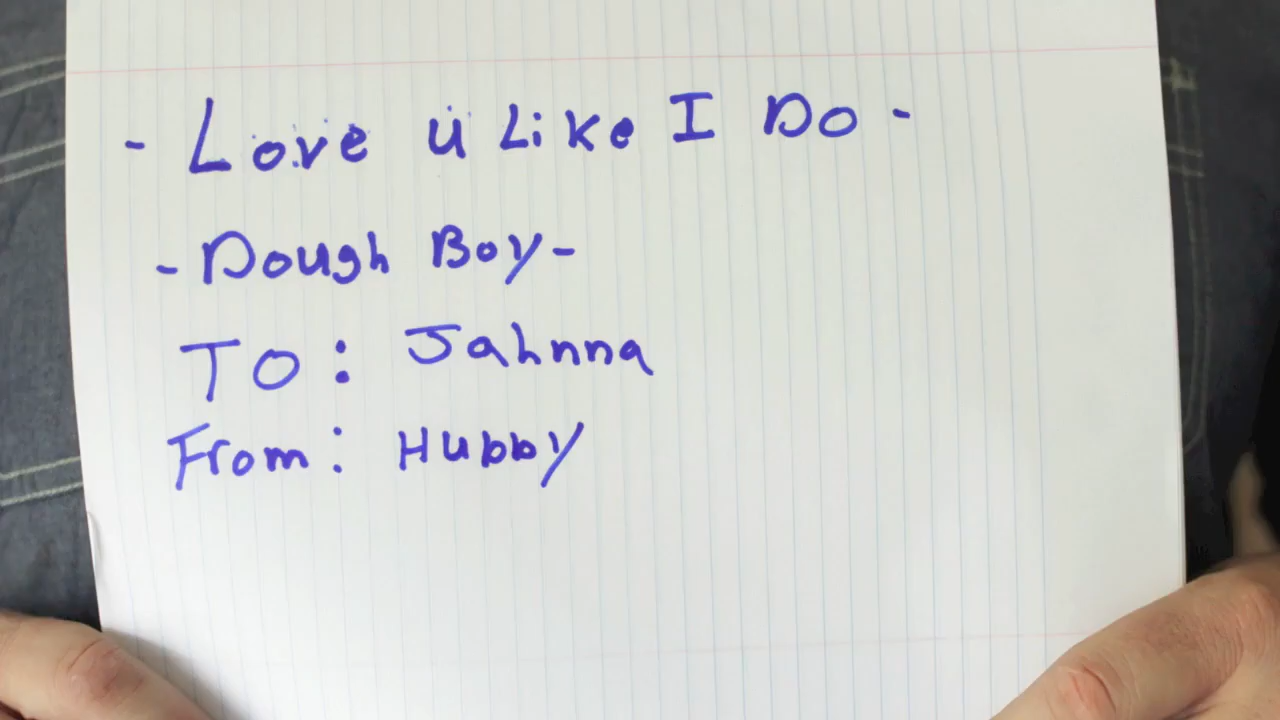 - Love u Like I Do -
- Dough Boy -
To: Jahnna
From: Hubby